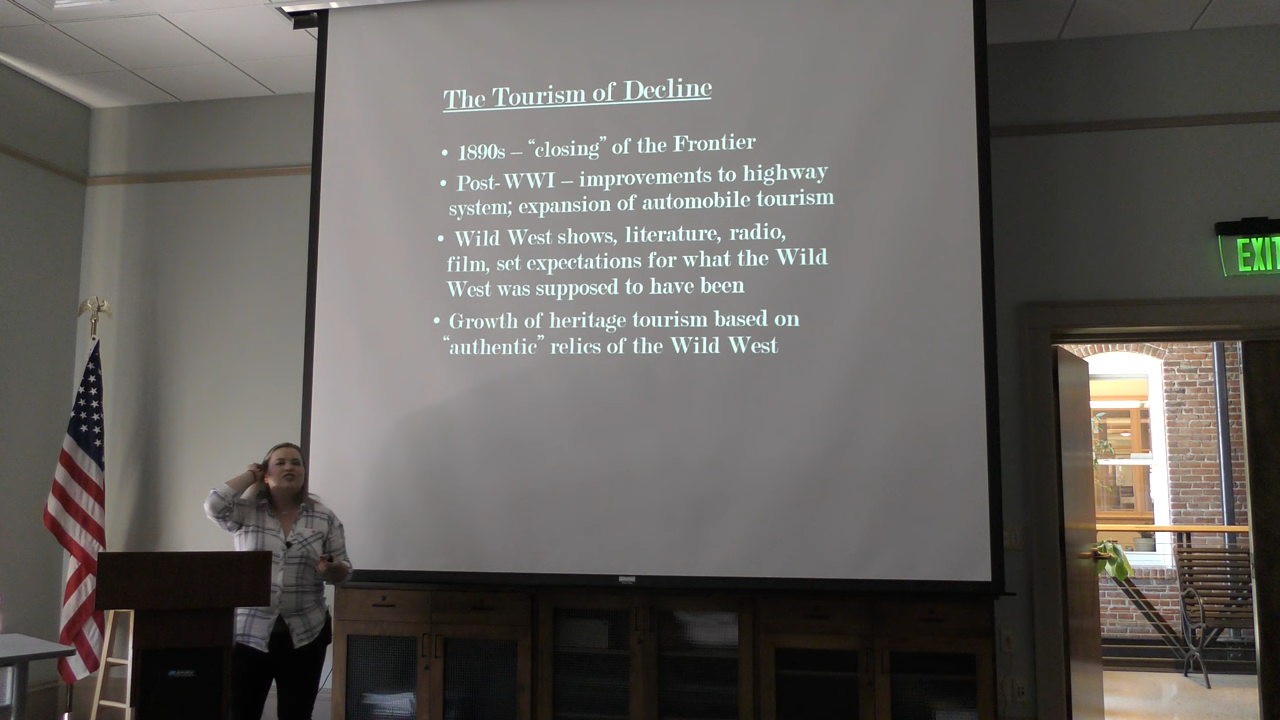 The Tourism of Decline
• 1890s – “closing” of the Frontier
• Post-WWI – improvements to highway
system; expansion of automobile tourism
• Wild West shows, literature, radio,
film, set expectations for what the Wild
West was supposed to have been
• Growth of heritage tourism based on
“authentic” relics of the Wild West
EXIT